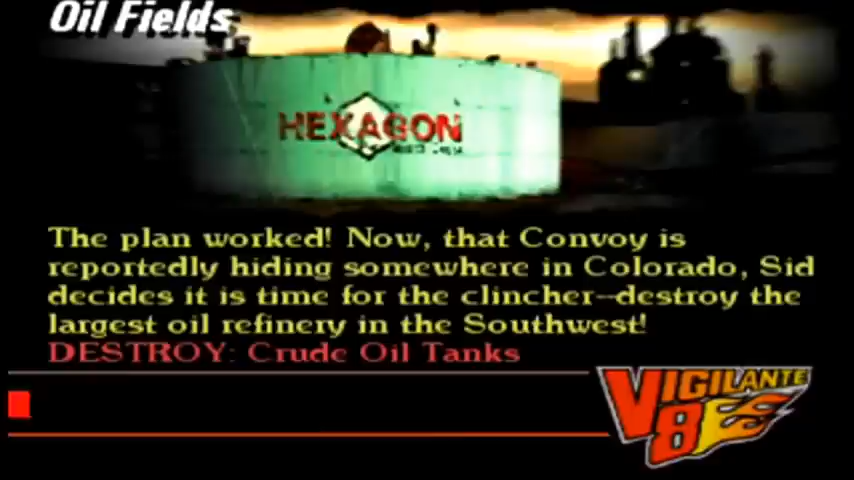 Oil Fields
HEXAGON
The plan worked! Now, that Convoy is
reportedly hiding somewhere in Colorado, Sid
decides it is time for the clincher--destroy the
largest oil refinery in the Southwest!
DESTROY: Crude Oil Tanks
VIGILANTE
8